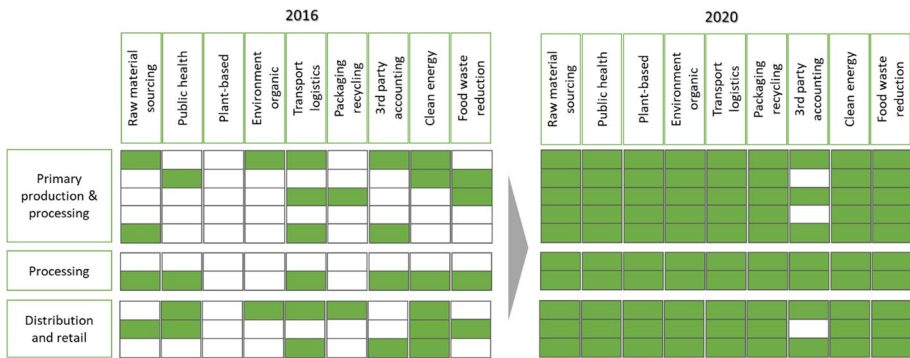 2016
2020
Raw material
sourcing
Public health
Plant-based
Environment
organic
Transport
logistics
Packaging
recycling
3rd party
accounting
Clean energy
Food waste
reduction
Raw material
sourcing
Public health
Plant-based
Environment
organic
Transport
logistics
Packaging
recycling
3rd party
accounting
Clean energy
Food waste
reduction
Primary
production &
processing
Processing
Distribution
and retail